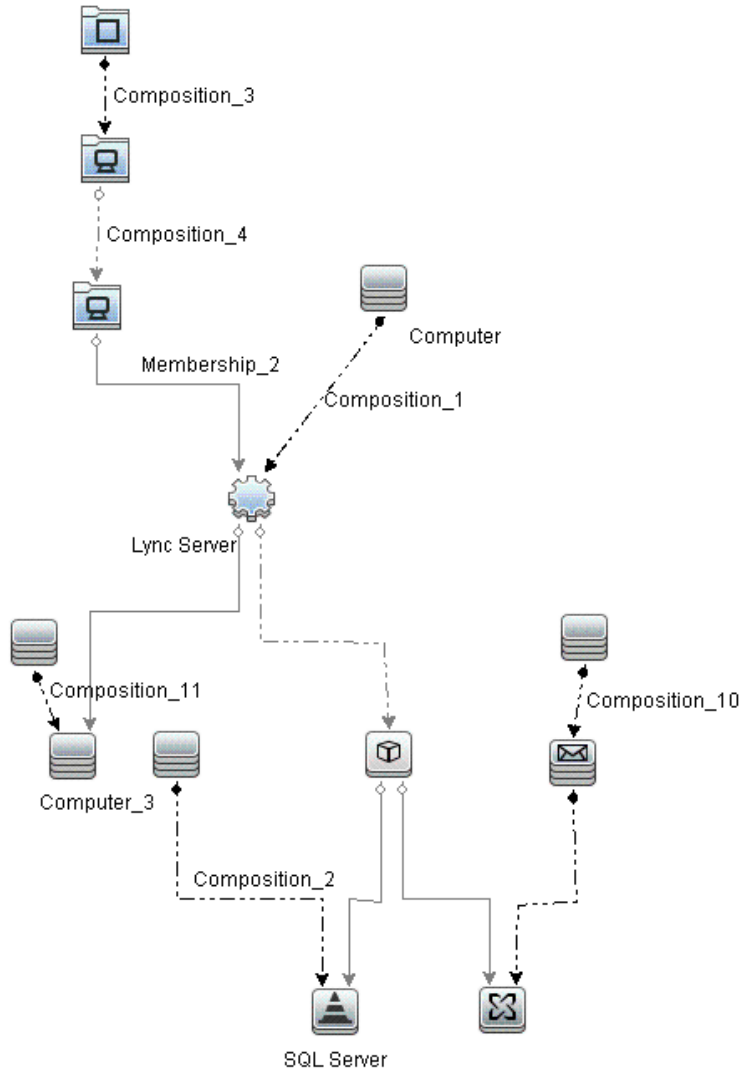 Composition_3
Composition_4
Computer
Membership_2
Composition_1
Lync Server
Composition_11
Composition_10
Computer_3
Composition_2
SQL Server